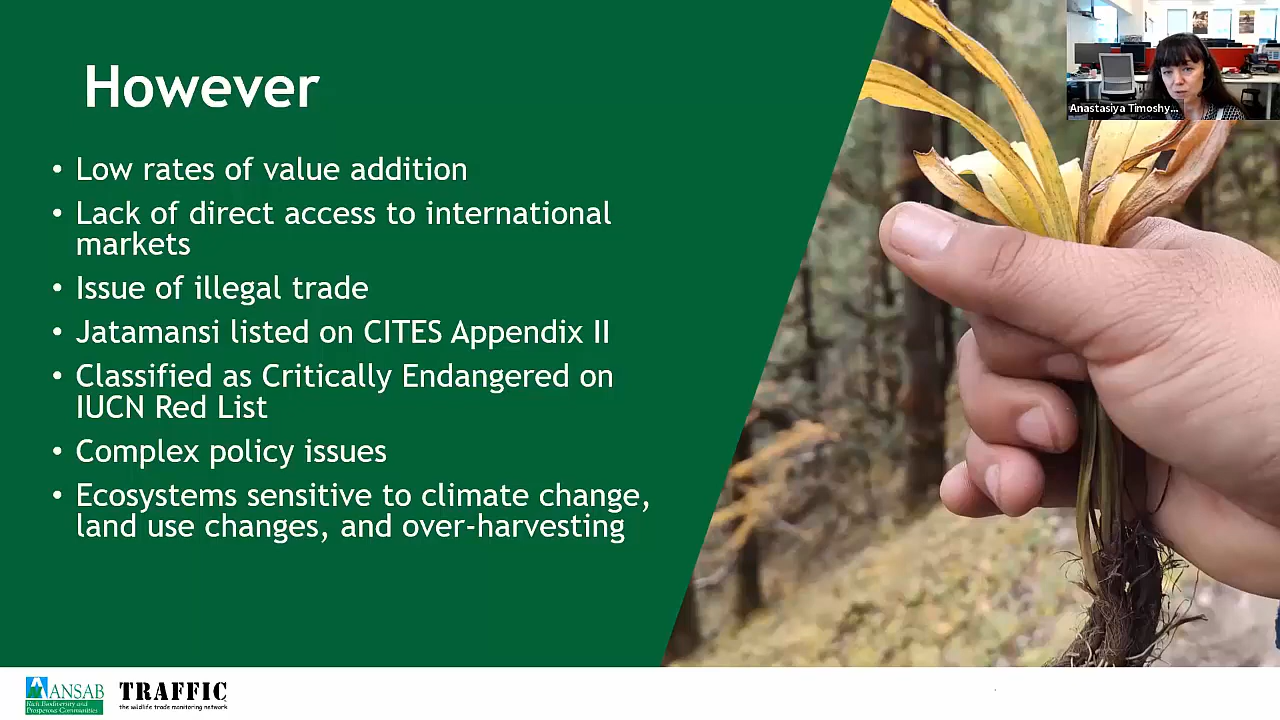 However
Anastasiya Timoshy...
• Low rates of value addition
• Lack of direct access to international
markets
• Issue of illegal trade
• Jatamansi listed on CITES Appendix II
• Classified as Critically Endangered on
IUCN Red List
• Complex policy issues
• Ecosystems sensitive to climate change,
land use changes, and over-harvesting
ANSAB
Rich Biodiversity and
Prosperous Communities
TRAFFIC
the wildlife trade monitoring network